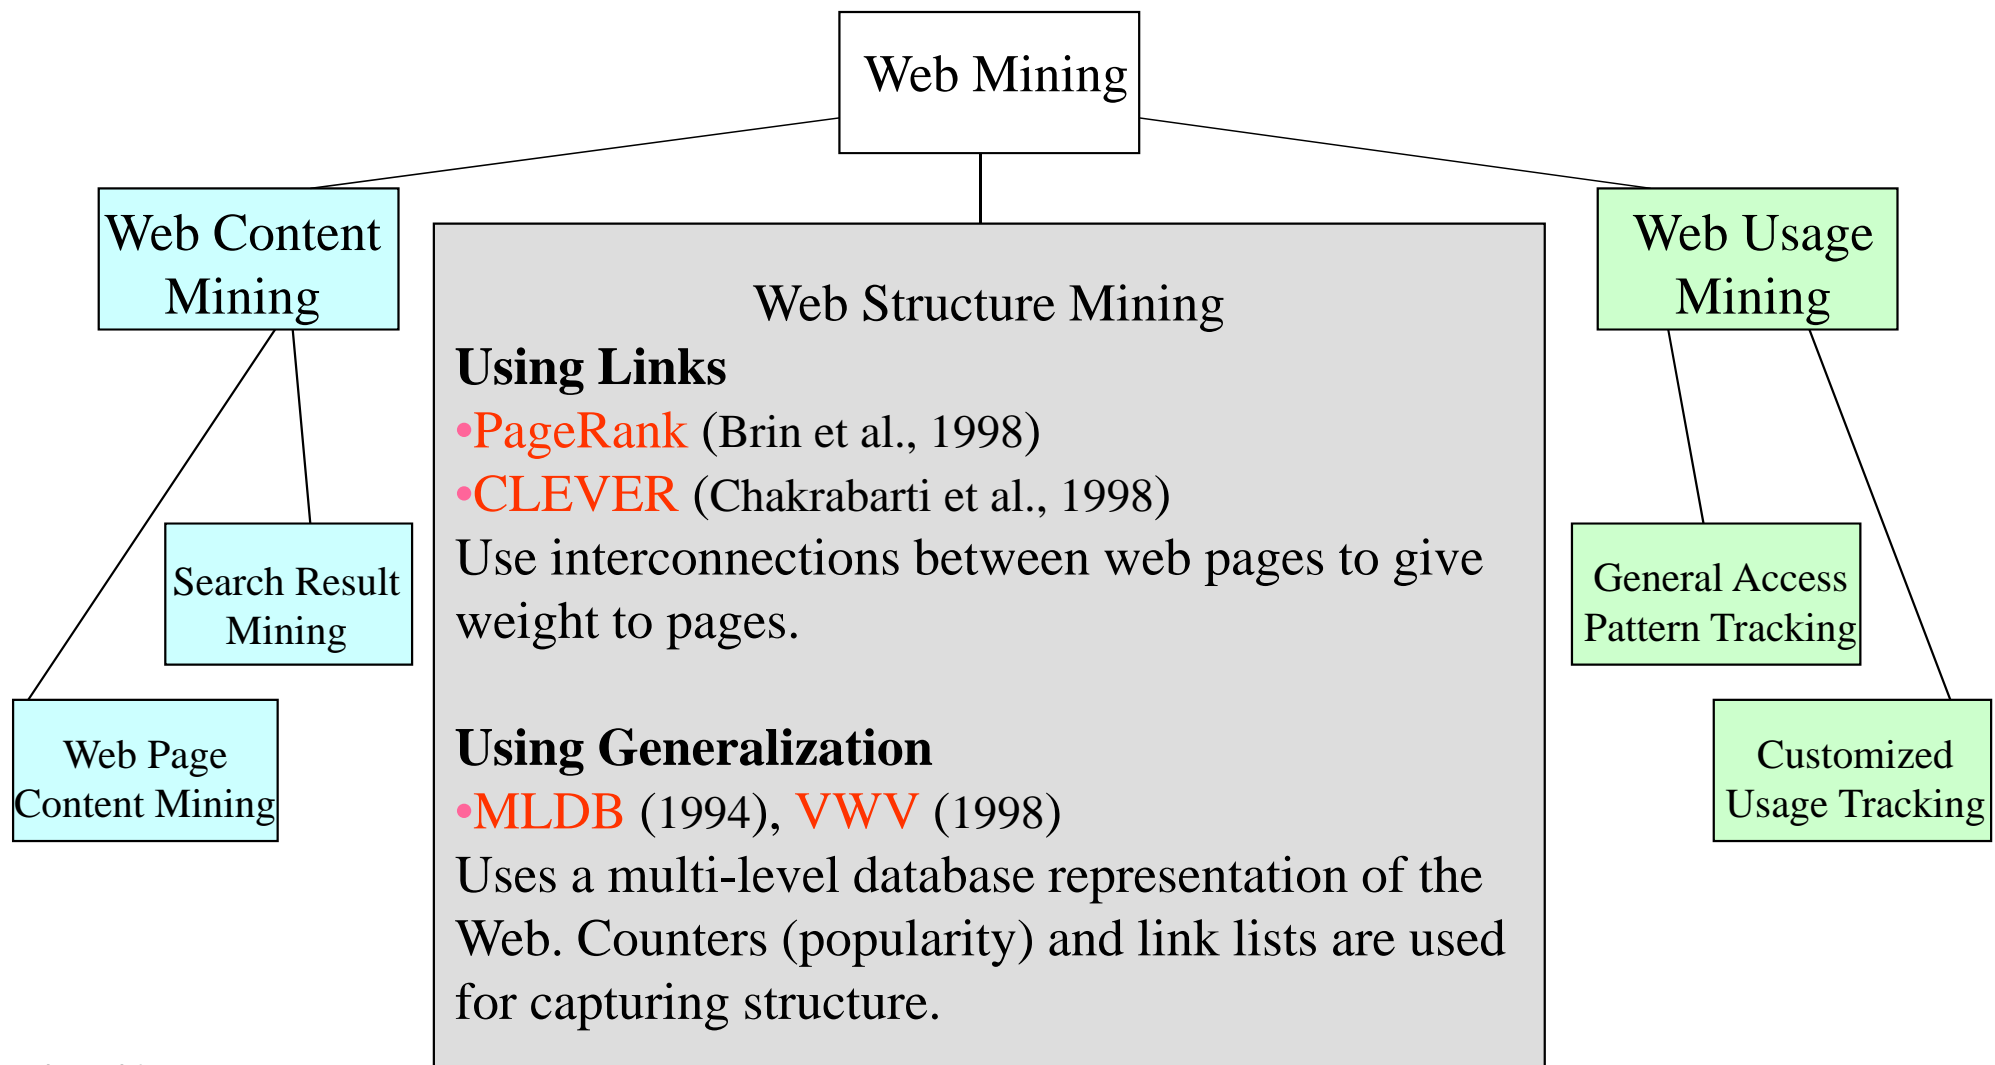 Web Mining
Web Content
Mining
Web Structure Mining
Using Links
•PageRank (Brin et al., 1998)
•CLEVER (Chakrabarti et al., 1998)
Use interconnections between web pages to give
weight to pages.
Using Generalization
•MLDB (1994), VWV (1998)
Uses a multi-level database representation of the
Web. Counters (popularity) and link lists are used
for capturing structure.
Web Usage
Mining
Search Result
Mining
Web Page
Content Mining
General Access
Pattern Tracking
Customized
Usage Tracking